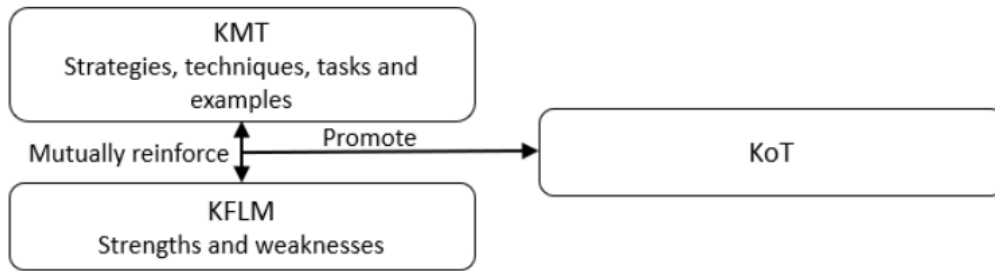 KMT
Strategies, techniques, tasks and
examples
Mutually reinforce
Promote
KoT
KFLM
Strengths and weaknesses